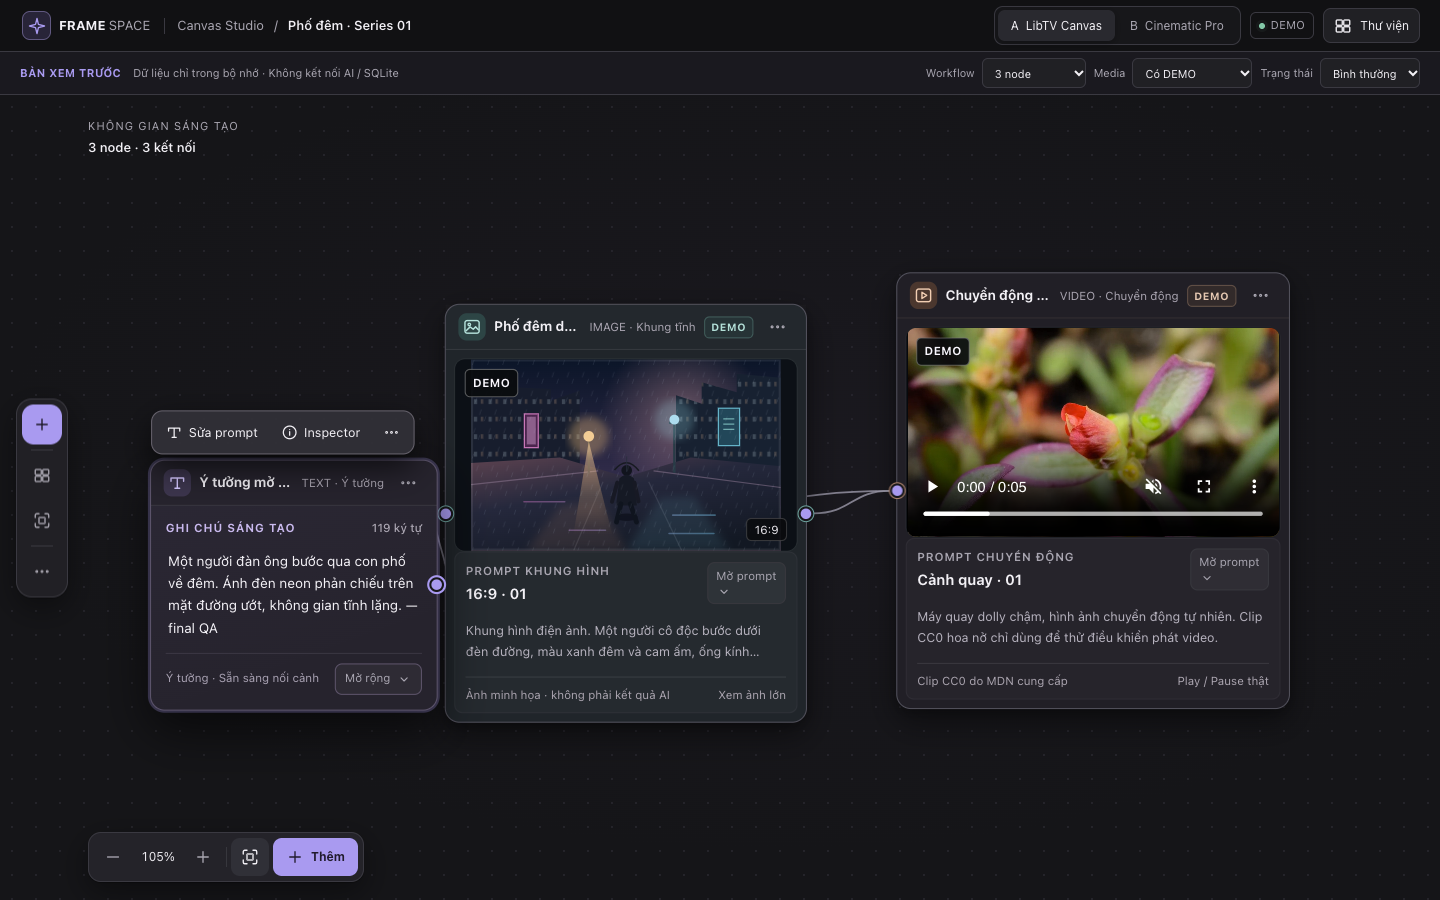 FRAME SPACE
Canvas Studio / Phố đêm · Series 01
A LibTV Canvas
B Cinematic Pro
DEMO
Thư viện
BẢN XEM TRƯỚC
Dữ liệu chỉ trong bộ nhớ · Không kết nối AI / SQLite
Workflow
3 node
Media
Có DEMO
Trạng thái
Bình thường
KHÔNG GIAN SÁNG TẠO
3 node · 3 kết nối
Sửa prompt
Inspector
Ý tưởng mở ...
TEXT · Ý tưởng
GHI CHÚ SÁNG TẠO
119 ký tự
Một người đàn ông bước qua con phố
về đêm. Ánh đèn neon phản chiếu trên
mặt đường ướt, không gian tĩnh lặng. —
final QA
Ý tưởng · Sẵn sàng nối cảnh
Mở rộng
Phố đêm d...
IMAGE · Khung tĩnh
DEMO
DEMO
16:9
PROMPT KHUNG HÌNH
16:9 · 01
Mở prompt
Khung hình điện ảnh. Một người cô độc bước dưới
đèn đường, màu xanh đêm và cam ấm, ống kính...
Ảnh minh họa · không phải kết quả AI
Xem ảnh lớn
Chuyển động ...
VIDEO · Chuyển động
DEMO
DEMO
0:00 / 0:05
PROMPT CHUYỂN ĐỘNG
Cảnh quay · 01
Mở prompt
Máy quay dolly chậm, hình ảnh chuyển động tự nhiên. Clip
CC0 hoa nở chỉ dùng để thử điều khiển phát video.
Clip CC0 do MDN cung cấp
Play / Pause thật
105%
Thêm